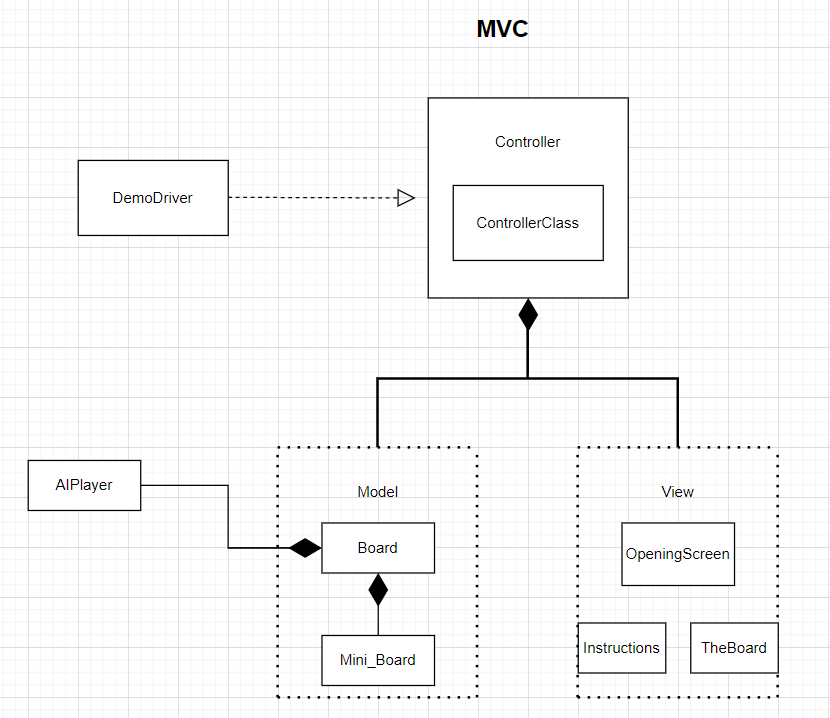 MVC
Controller
DemoDriver
ControllerClass
AIPlayer
Model
View
Board
OpeningScreen
Mini_Board
Instructions
TheBoard